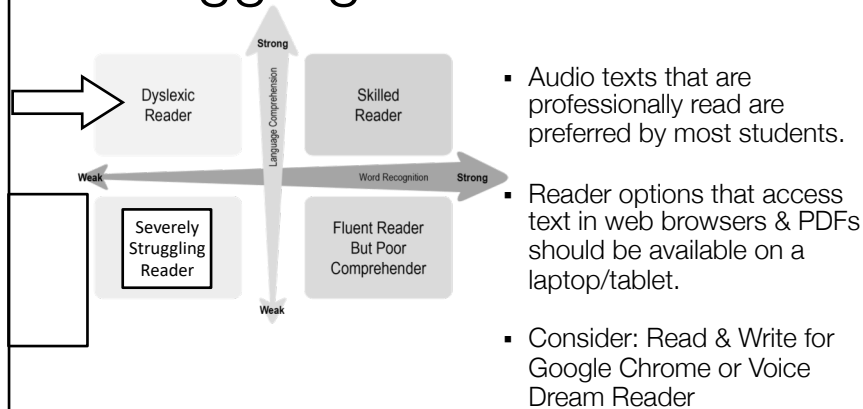 Strong
Language Comprehension
Dyslexic
Reader
Skilled
Reader
Weak
Word Recognition
Strong
Severely
Struggling
Reader
Fluent Reader
But Poor
Comprehender
Weak
▪ Audio texts that are
professionally read are
preferred by most students.
▪ Reader options that access
text in web browsers & PDFs
should be available on a
laptop/tablet.
▪ Consider: Read & Write for
Google Chrome or Voice
Dream Reader